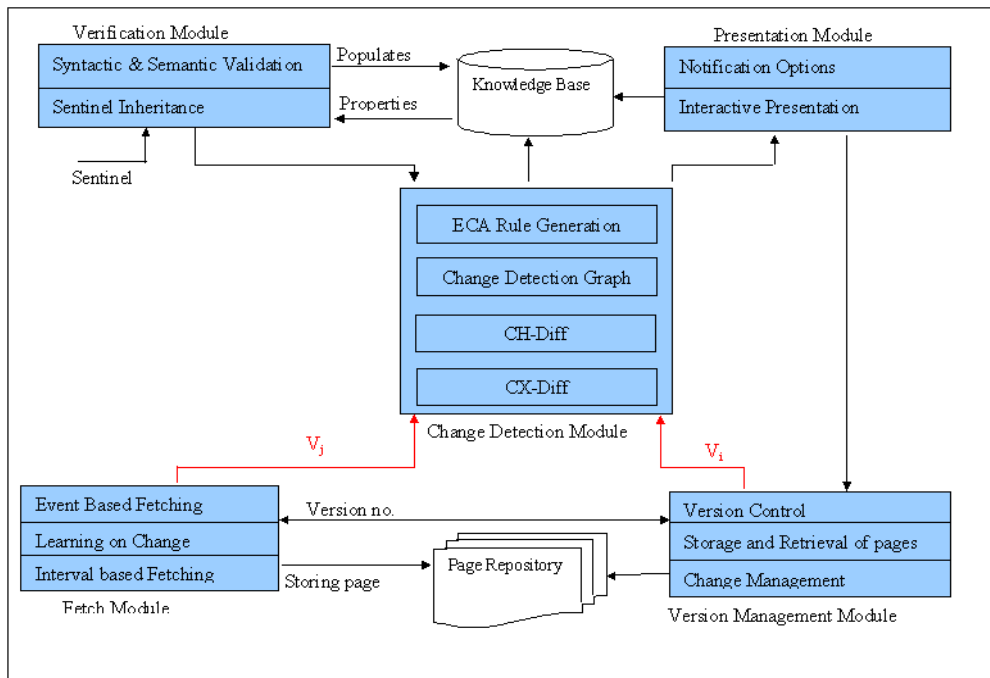 Verification Module
Presentation Module
Syntactic & Semantic Validation
Populates
Notification Options
Knowledge Base
Sentinel Inheritance
Properties
Interactive Presentation
Sentinel
ECA Rule Generation
Change Detection Graph
CH-Diff
CX-Diff
Change Detection Module
Vj
Vi
Event Based Fetching
Version no.
Version Control
Learning on Change
Storage and Retrieval of pages
Interval based Fetching
Storing page
Page Repository
Change Management
Fetch Module
Version Management Module